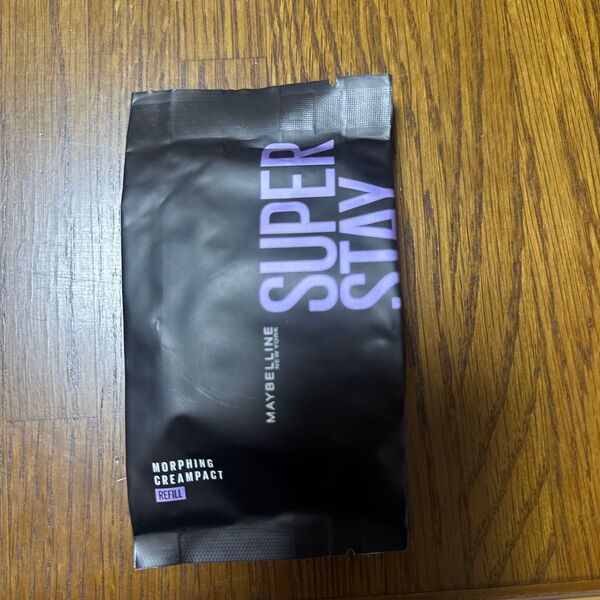 SUPER
STAY
MAYBELLINE
NEW YORK
MORPHING
CREAMPACT
REFILL